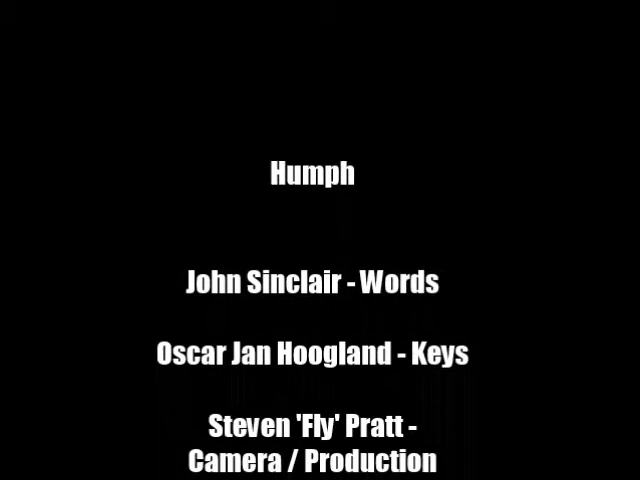 Humph
John Sinclair - Words
Oscar Jan Hoogland - Keys
Steven 'Fly' Pratt -
Camera / Production